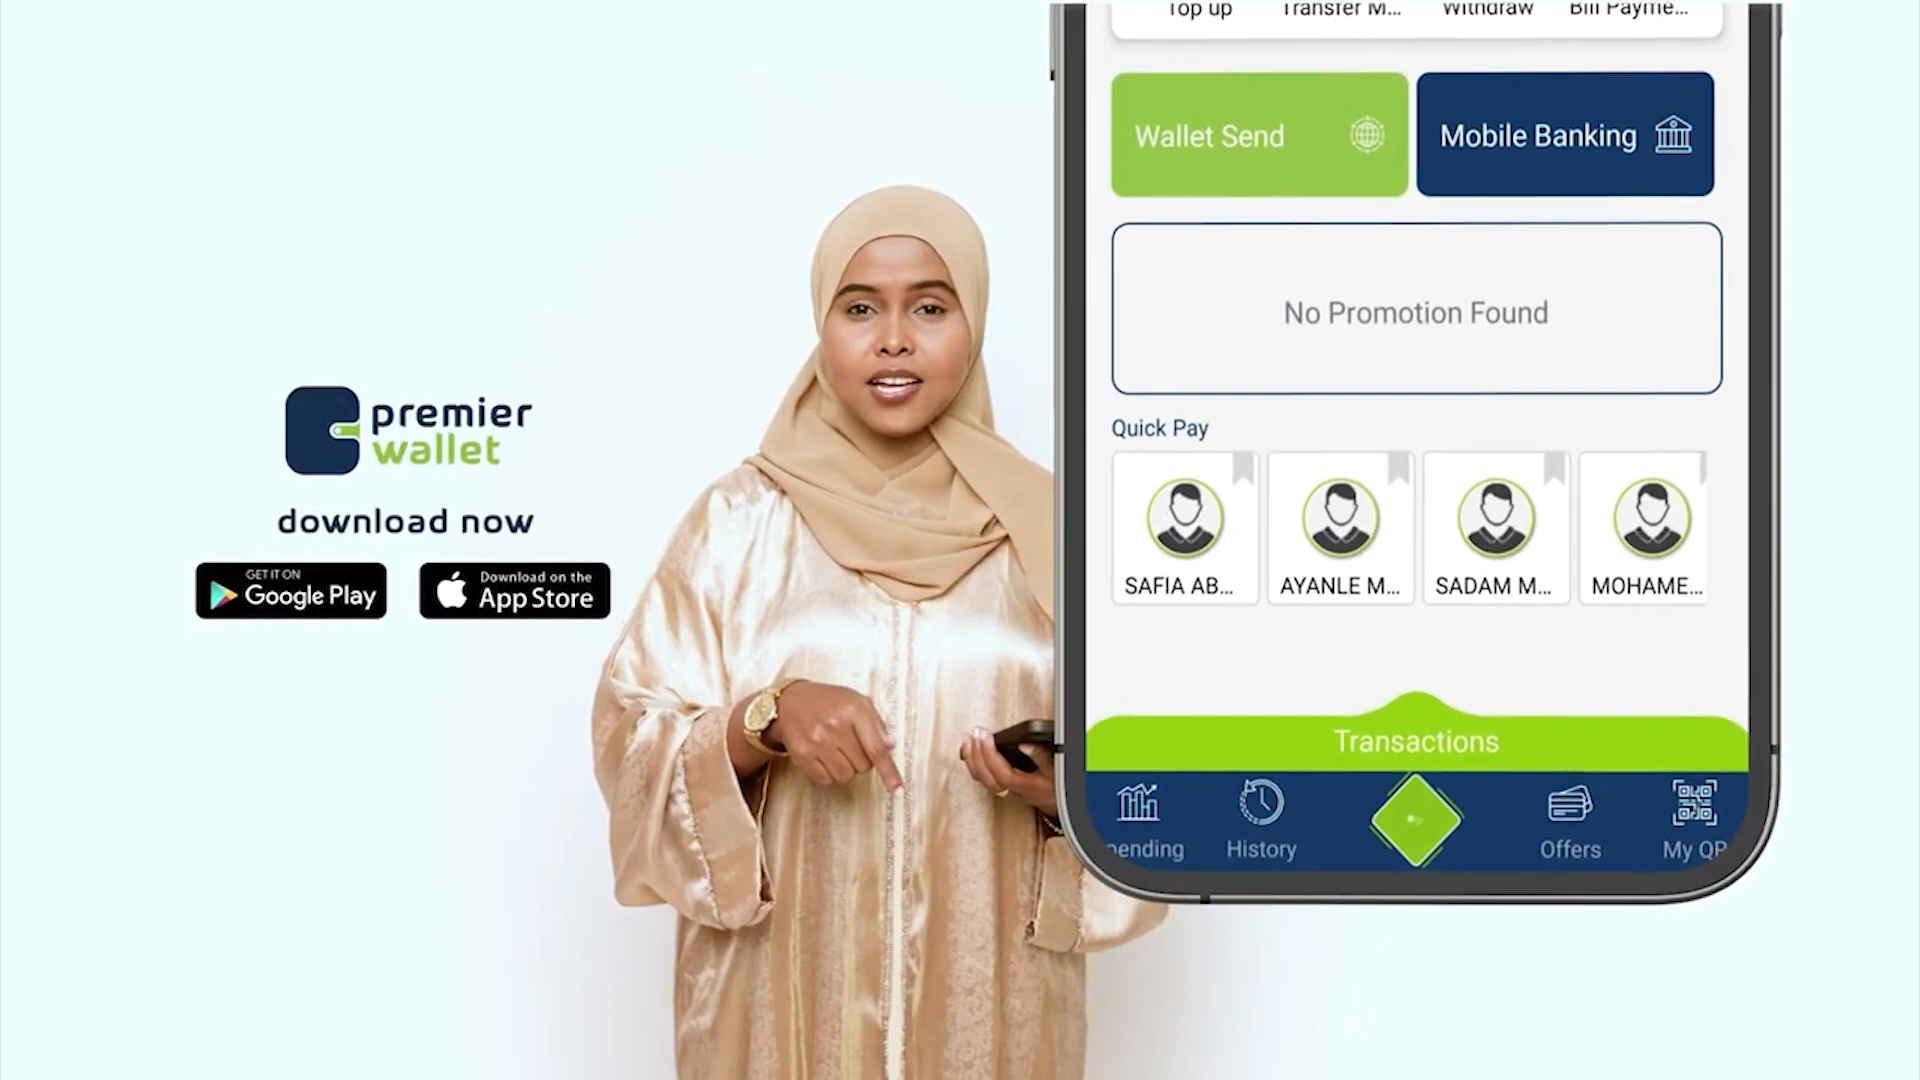 premier
wallet
download now
GET IT ON
Google Play
Download on the
App Store
Top up
Transfer M...
Withdraw
Bill Payme...
Wallet Send
Mobile Banking
No Promotion Found
Quick Pay
SAFIA AB...
AYANLE M...
SADAM M...
MOHAME...
Transactions
pending
History
Offers
My QR